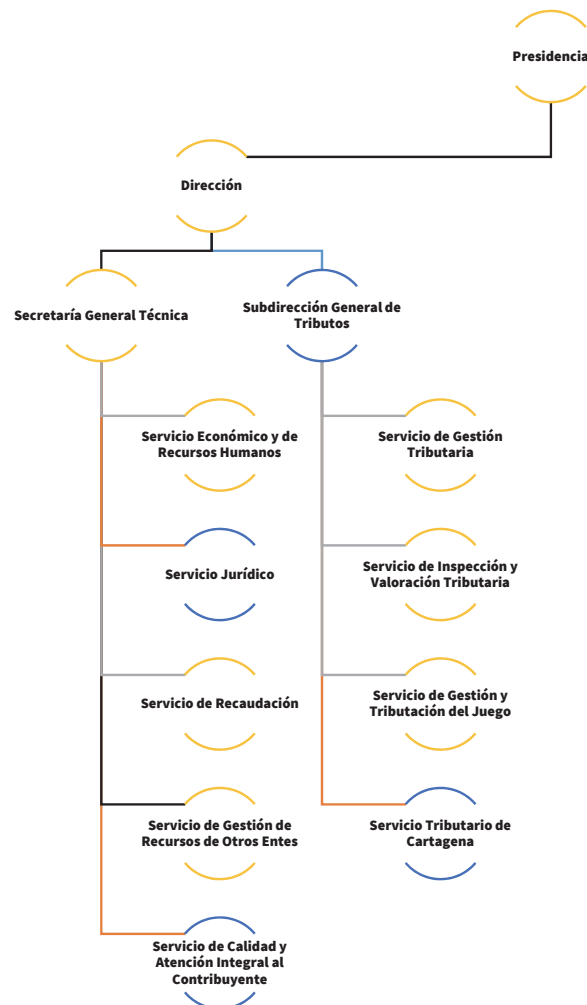 Presidencia
Dirección
Secretaría General Técnica
Subdirección General de
Tributos
Servicio Económico y de
Recursos Humanos
Servicio de Gestión
Tributaria
Servicio Jurídico
Servicio de Inspección y
Valoración Tributaria
Servicio de Recaudación
Servicio de Gestión y
Tributación del Juego
Servicio de Gestión de
Recursos de Otros Entes
Servicio Tributario de
Cartagena
Servicio de Calidad y
Atención Integral al
Contribuyente